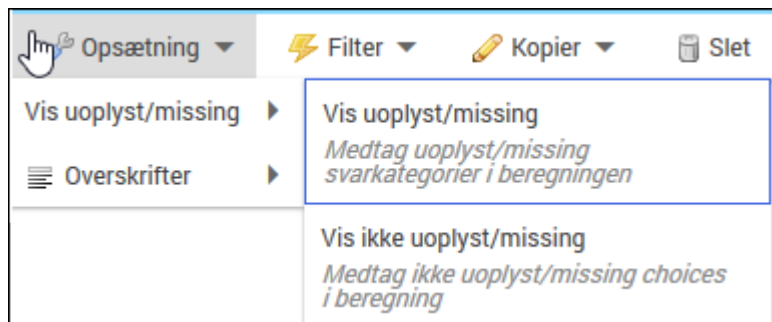 Opsætning Filter Kopier Slet
Vis uoplyst/missing
Overskrifter
Vis uoplyst/missing
Medtag uoplyst/missing
svarkategorier i beregningen
Vis ikke uoplyst/missing
Medtag ikke uoplyst/missing choices
i beregning